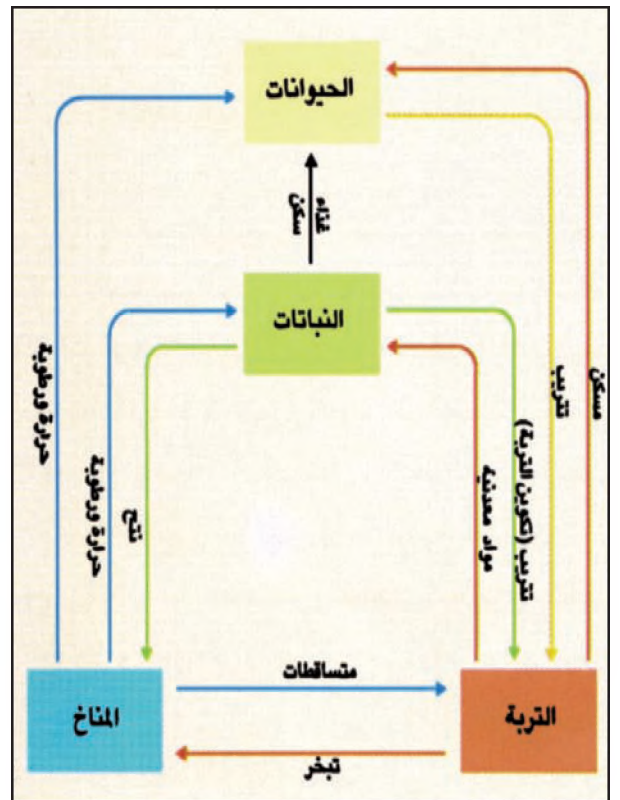 الحيوانات
غذاء
سكن
النباتات
مسكن
تتريب
تتريب (تكوين التربة)
مواد معدنية
نتح
حرارة ورطوبة
حرارة ورطوبة
متساقطات
التربة
المناخ
تبخر